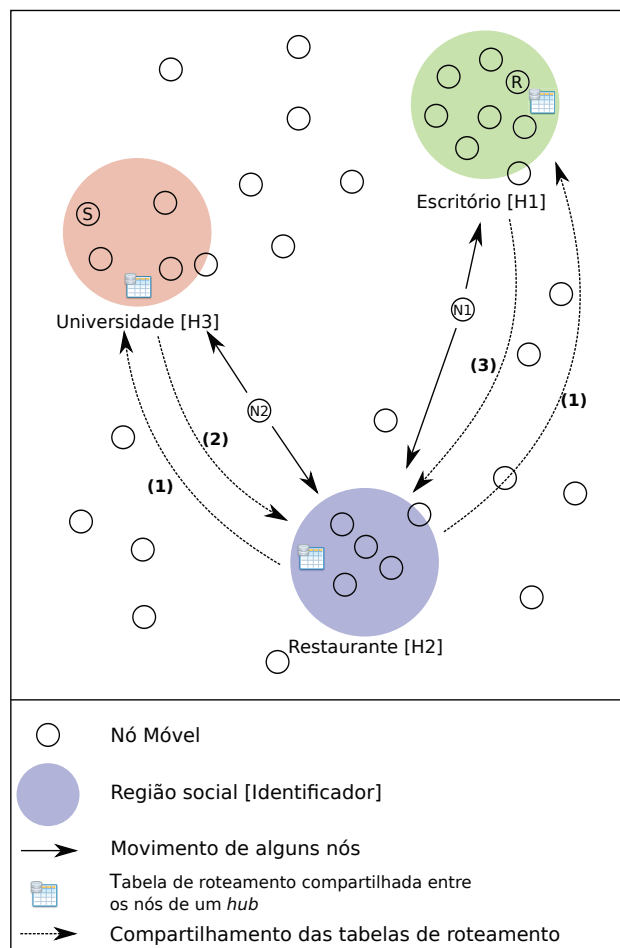 R
S
Escritório [H1]
Universidade [H3]
N1
(3)
(1)
N2
(2)
(1)
Restaurante [H2]
Nó Móvel
Região social [Identificador]
Movimento de alguns nós
Tabela de roteamento compartilhada entre
os nós de um hub
Compartilhamento das tabelas de roteamento